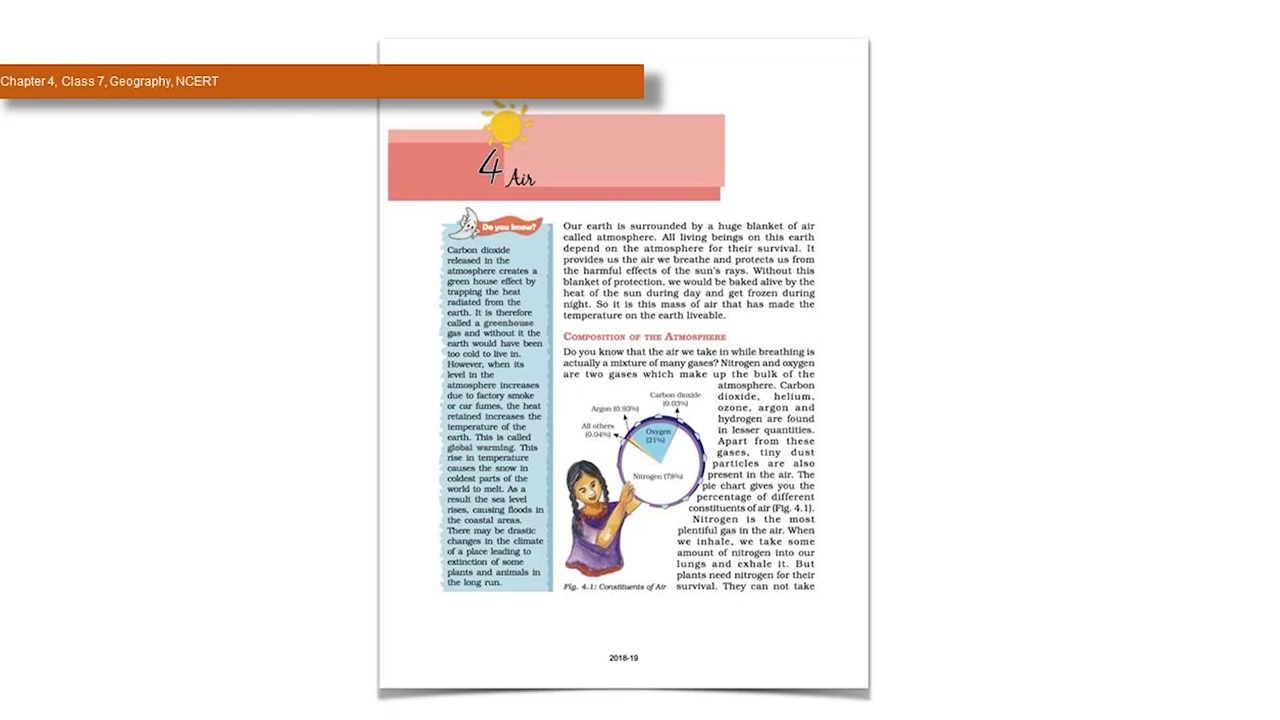 Chapter 4, Class 7, Geography, NCERT
4 Air
Do you know?
Carbon dioxide
released in the
atmosphere creates a
green house effect by
trapping the heat
radiated from the
earth. It is therefore
called a greenhouse
gas and without it the
earth would have been
too cold to live in.
However, when its
level in the
atmosphere increases
due to factory smoke
or car fumes, the heat
retained increases the
temperature of the
earth. This is called
global warming. This
rise in temperature
causes the snow in
coldest parts of the
world to melt. As a
result the sea level
rises, causing floods in
the coastal areas.
There may be drastic
changes in the climate
of a place leading to
extinction of some
plants and animals in
the long run.
Our earth is surrounded by a huge blanket of air
called atmosphere. All living beings on this earth
depend on the atmosphere for their survival. It
provides us the air we breathe and protects us from
the harmful effects of the sun's rays. Without this
blanket of protection, we would be baked alive by the
heat of the sun during day and get frozen during
night. So it is this mass of air that has made the
temperature on the earth liveable.
COMPOSITION OF THE ATMOSPHERE
Do you know that the air we take in while breathing is
actually a mixture of many gases? Nitrogen and oxygen
are two gases which make up the bulk of the
atmosphere. Carbon
dioxide, helium,
ozone, argon and
hydrogen are found
in lesser quantities.
Apart from these
gases, tiny dust
particles are also
present in the air. The
pie chart gives you the
percentage of different
constituents of air (Fig. 4.1).
Nitrogen is the most
plentiful gas in the air. When
we inhale, we take some
amount of nitrogen into our
lungs and exhale it. But
plants need nitrogen for their
survival. They can not take
Carbon dioxide
(0.03%)
Argon (0.93%)
All others
(0.04%)
Oxygen
(21%)
Nitrogen (78%)
Fig. 4.1: Constituents of Air
2018-19